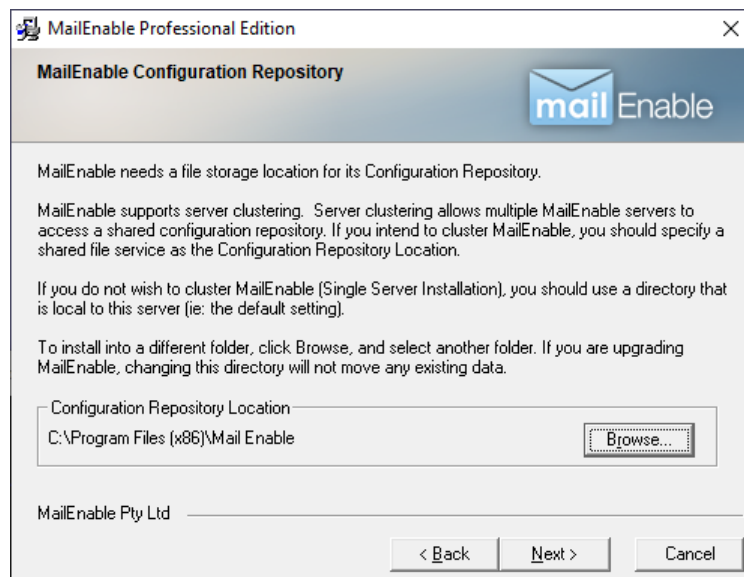 MailEnable Professional Edition
MailEnable Configuration Repository
mailEnable
MailEnable needs a file storage location for its Configuration Repository.
MailEnable supports server clustering.  Server clustering allows multiple MailEnable servers to
access a shared configuration repository. If you intend to cluster MailEnable, you should specify a
shared file service as the Configuration Repository Location.
If you do not wish to cluster MailEnable (Single Server Installation), you should use a directory that
is local to this server (ie: the default setting).
To install into a different folder, click Browse, and select another folder. If you are upgrading
MailEnable, changing this directory will not move any existing data.
Configuration Repository Location
C:\Program Files (x86)\Mail Enable
Browse...
MailEnable Pty Ltd
< Back
Next >
Cancel